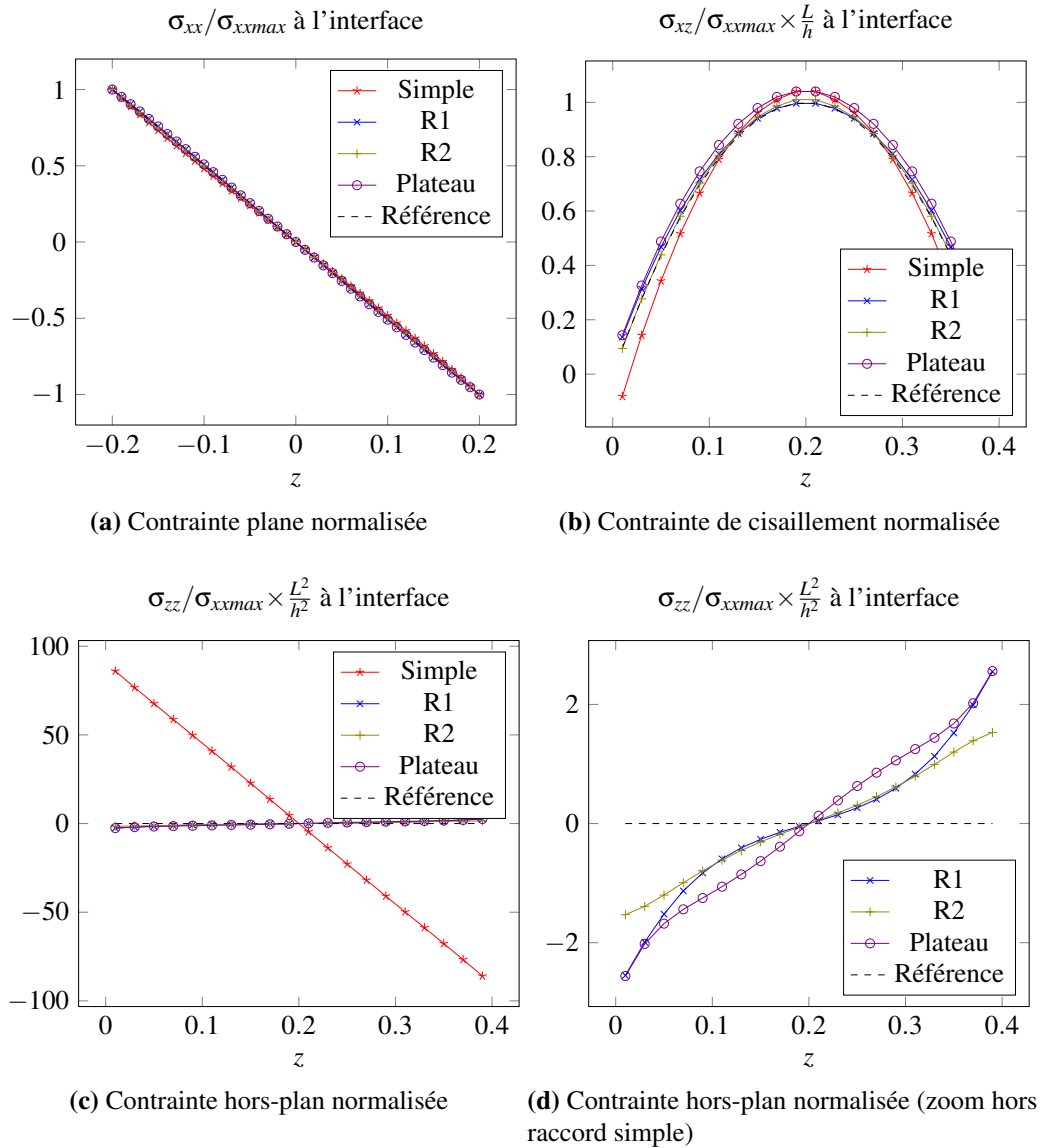 σxx/σxxmax à l'interface
1
0.5
0
−0.5
−1
−0.2
−0.1
0
0.1
0.2
z
Simple
R1
R2
Plateau
Référence
(a) Contrainte plane normalisée
σxz/σxxmax × L/h à l'interface
1
0.8
0.6
0.4
0.2
0
0
0.1
0.2
0.3
0.4
z
Simple
R1
R2
Plateau
Référence
(b) Contrainte de cisaillement normalisée
σzz/σxxmax × L²/h² à l'interface
100
50
0
−50
−100
0
0.1
0.2
0.3
0.4
z
Simple
R1
R2
Plateau
Référence
(c) Contrainte hors-plan normalisée
σzz/σxxmax × L²/h² à l'interface
2
0
−2
0
0.1
0.2
0.3
0.4
z
R1
R2
Plateau
Référence
(d) Contrainte hors-plan normalisée (zoom hors
raccord simple)